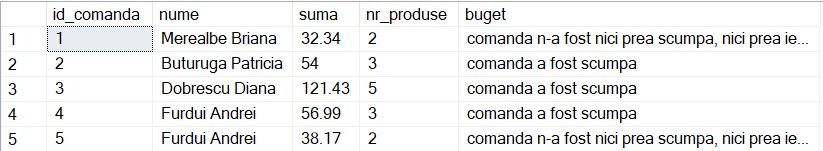 id_comanda nume suma nr_produse buget
1 1 Merealbe Briana 32.34 2 comanda n-a fost nici prea scumpa, nici prea ie...
2 2 Buturuga Patricia 54 3 comanda a fost scumpa
3 3 Dobrescu Diana 121.43 5 comanda a fost scumpa
4 4 Furdui Andrei 56.99 3 comanda a fost scumpa
5 5 Furdui Andrei 38.17 2 comanda n-a fost nici prea scumpa, nici prea ie...